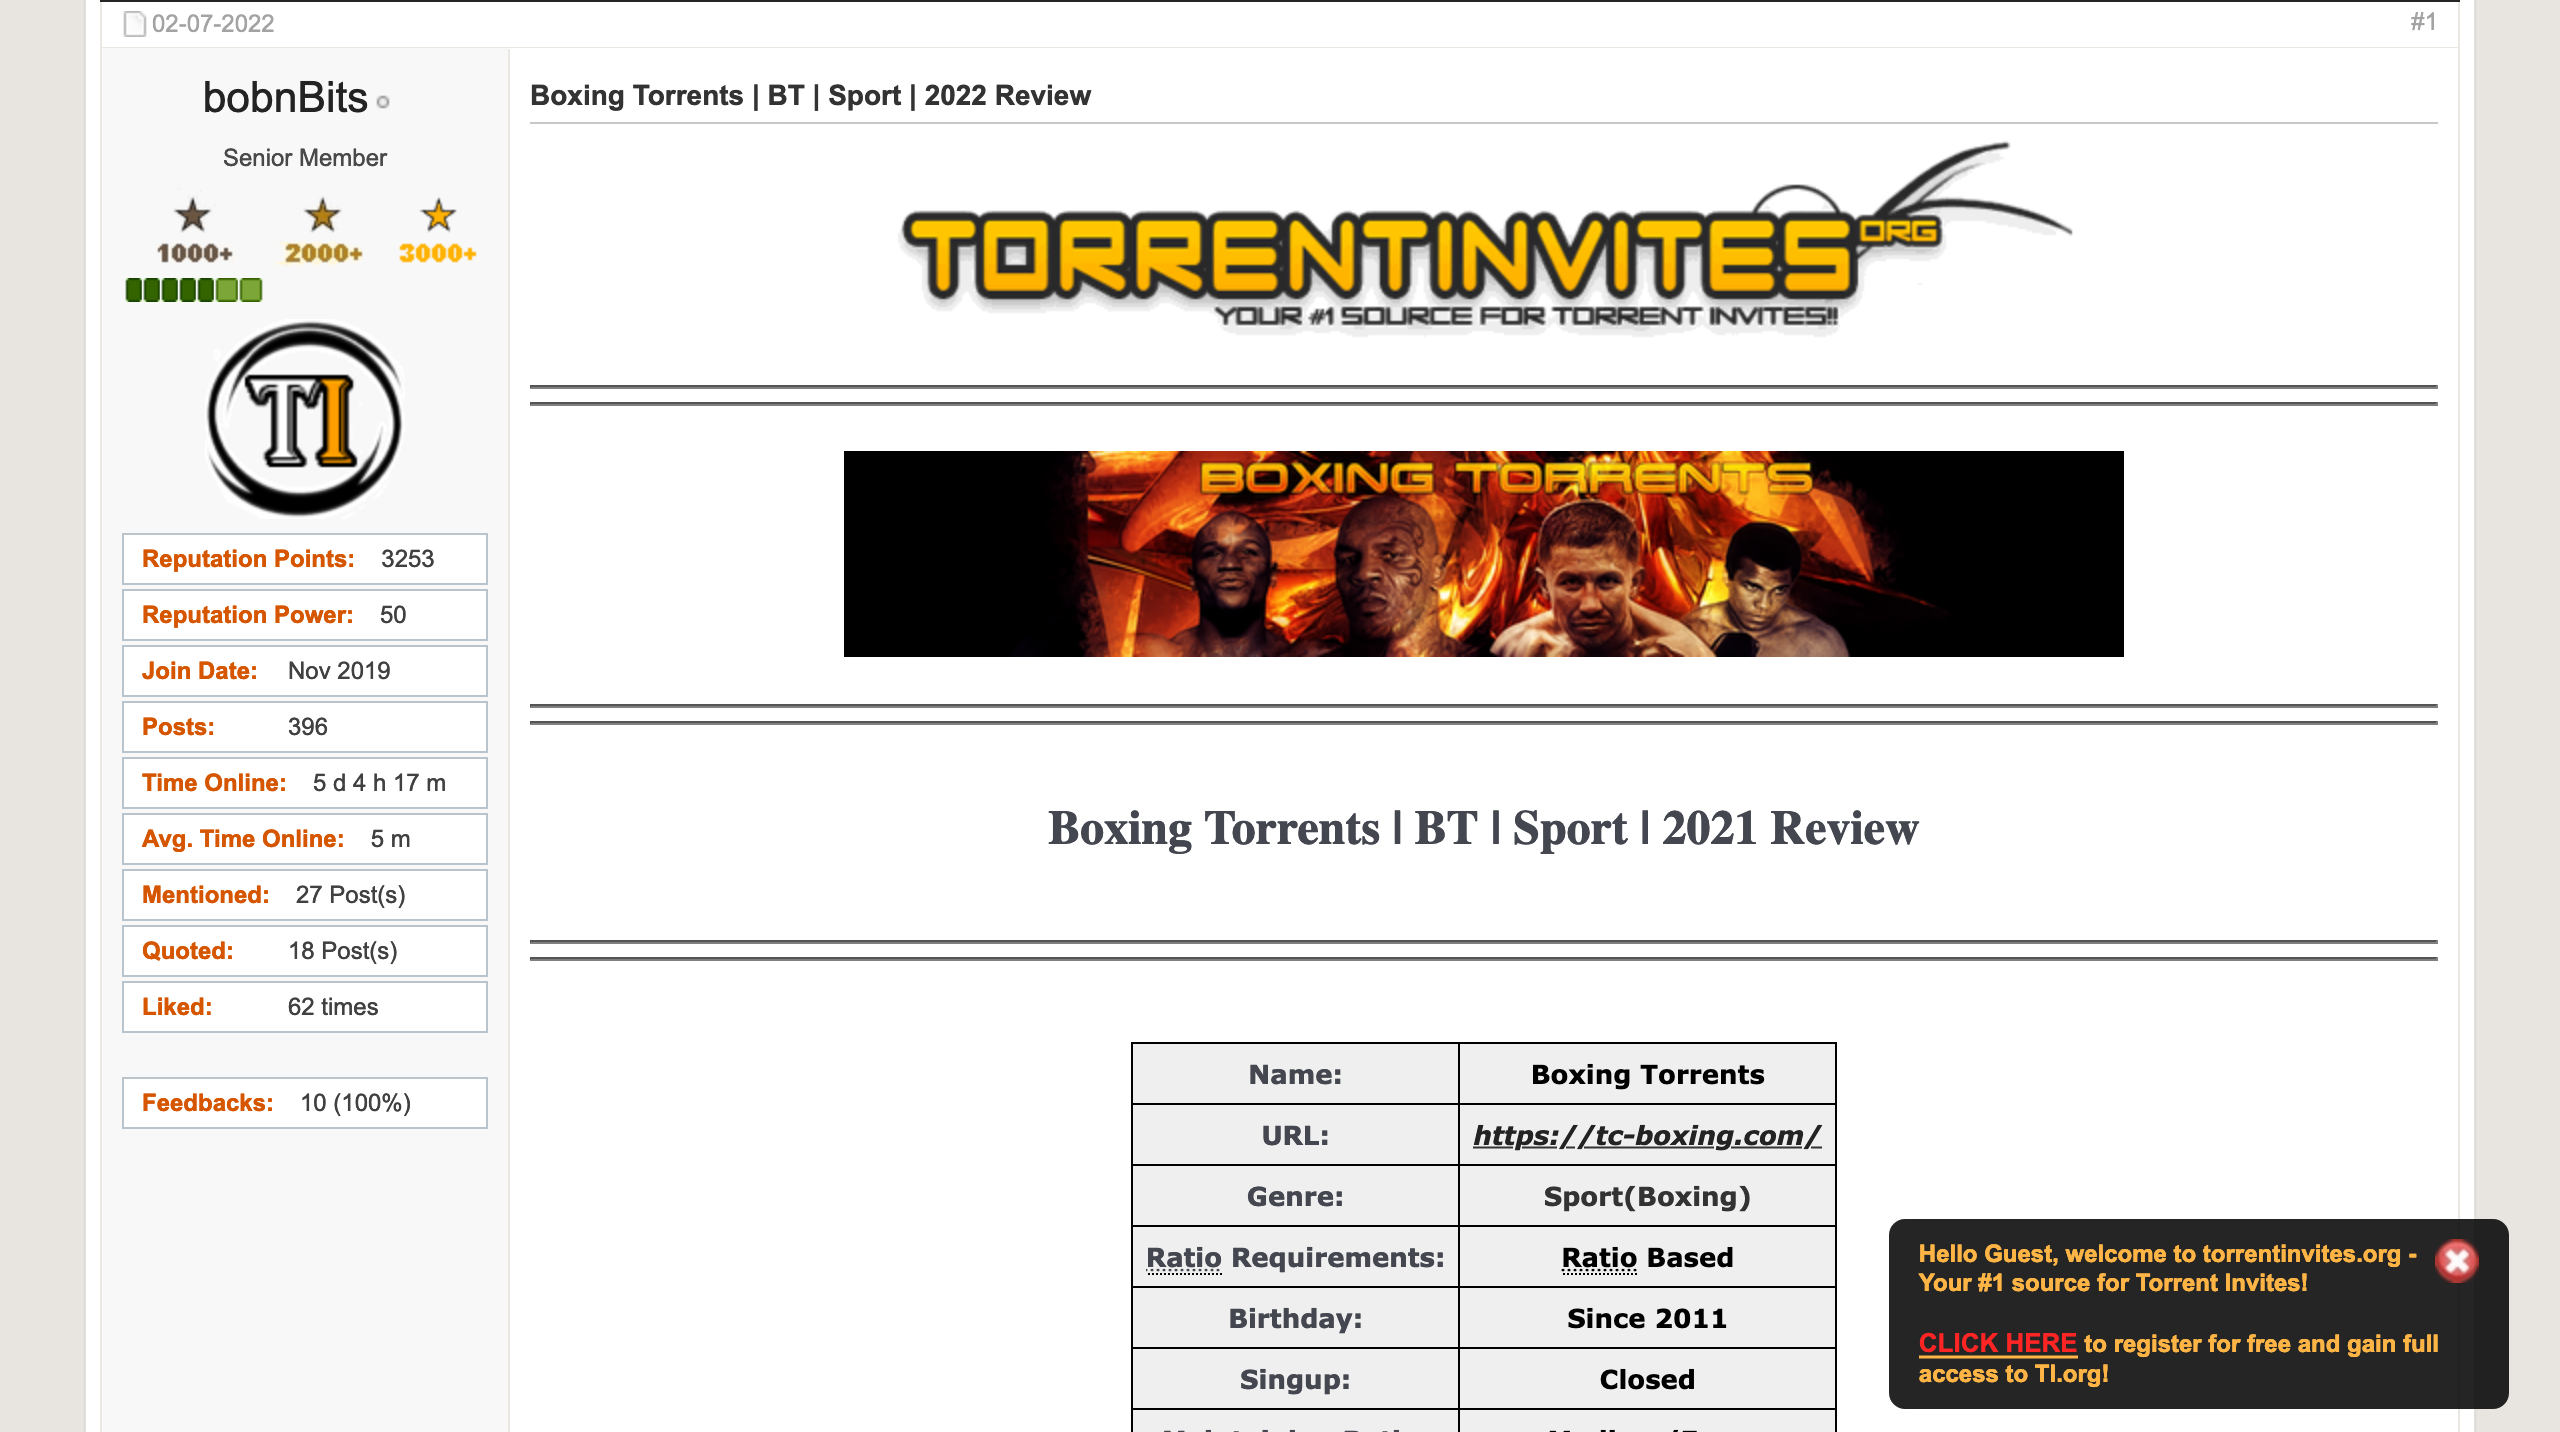 02-07-2022
#1
bobnBits
Senior Member
1000+ 2000+ 3000+
TI
Reputation Points: 3253
Reputation Power: 50
Join Date: Nov 2019
Posts: 396
Time Online: 5 d 4 h 17 m
Avg. Time Online: 5 m
Mentioned: 27 Post(s)
Quoted: 18 Post(s)
Liked: 62 times
Feedbacks: 10 (100%)
Boxing Torrents | BT | Sport | 2022 Review
TORRENTINVITES ORG
YOUR #1 SOURCE FOR TORRENT INVITES!!
BOXING TORRENTS
Boxing Torrents | BT | Sport | 2021 Review
Name: Boxing Torrents
URL: https://tc-boxing.com/
Genre: Sport(Boxing)
Ratio Requirements: Ratio Based
Birthday: Since 2011
Singup: Closed
Hello Guest, welcome to torrentinvites.org -
Your #1 source for Torrent Invites!
CLICK HERE to register for free and gain full
access to TI.org!